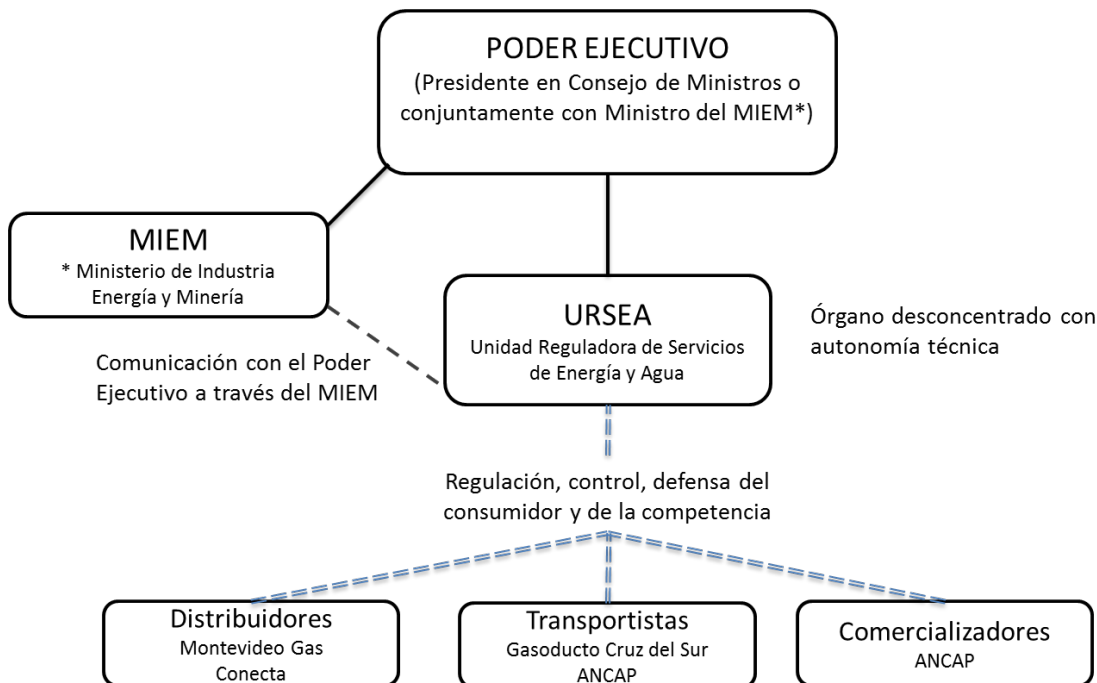 PODER EJECUTIVO
(Presidente en Consejo de Ministros o
conjuntamente con Ministro del MIEM*)
MIEM
* Ministerio de Industria
Energía y Minería
URSEA
Unidad Reguladora de Servicios
de Energía y Agua
Órgano desconcentrado con
autonomía técnica
Comunicación con el Poder
Ejecutivo a través del MIEM
Regulación, control, defensa del
consumidor y de la competencia
Distribuidores
Montevideo Gas
Conecta
Transportistas
Gasoducto Cruz del Sur
ANCAP
Comercializadores
ANCAP